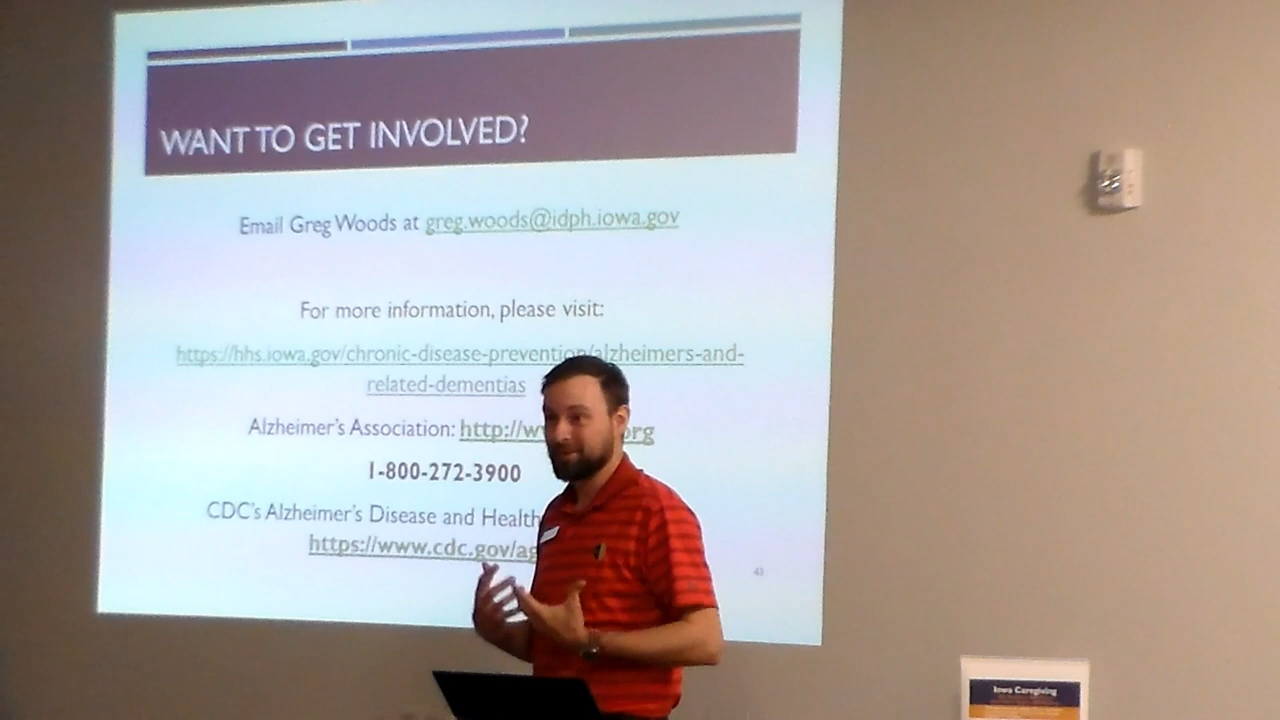 WANT TO GET INVOLVED?
Email Greg Woods at greg.woods@idph.iowa.gov
For more information, please visit:
https://hhs.iowa.gov/chronic-disease-prevention/alzheimers-and-
related-dementias
Alzheimer's Association: http://ww org
1-800-272-3900
CDC's Alzheimer's Disease and Health
https://www.cdc.gov/ag
43
Iowa Caregiving